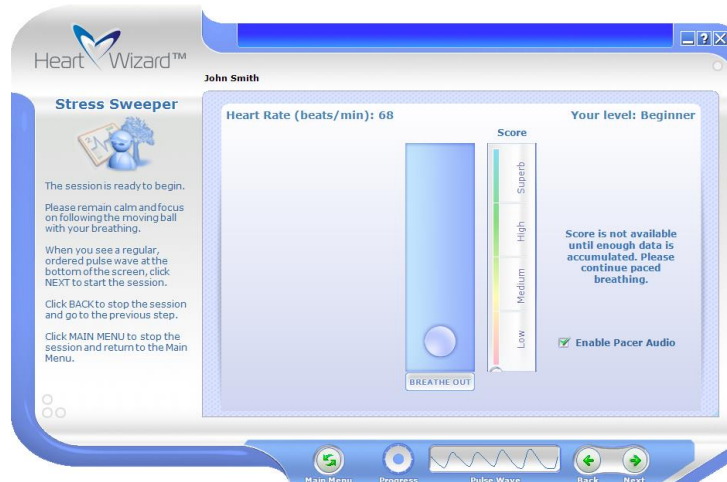 Heart Wizard™
John Smith
Stress Sweeper
The session is ready to begin.
Please remain calm and focus
on following the moving ball
with your breathing.
When you see a regular,
ordered pulse wave at the
bottom of the screen, click
NEXT to start the session.
Click BACK to stop the session
and go to the previous step.
Click MAIN MENU to stop the
session and return to the Main
Menu.
Heart Rate (beats/min): 68
Your level: Beginner
Score
Superb
High
Medium
Low
BREATHE OUT
Score is not available
until enough data is
accumulated. Please
continue paced
breathing.
Enable Pacer Audio
Main Menu
Progress
Pulse Wave
Back
Next